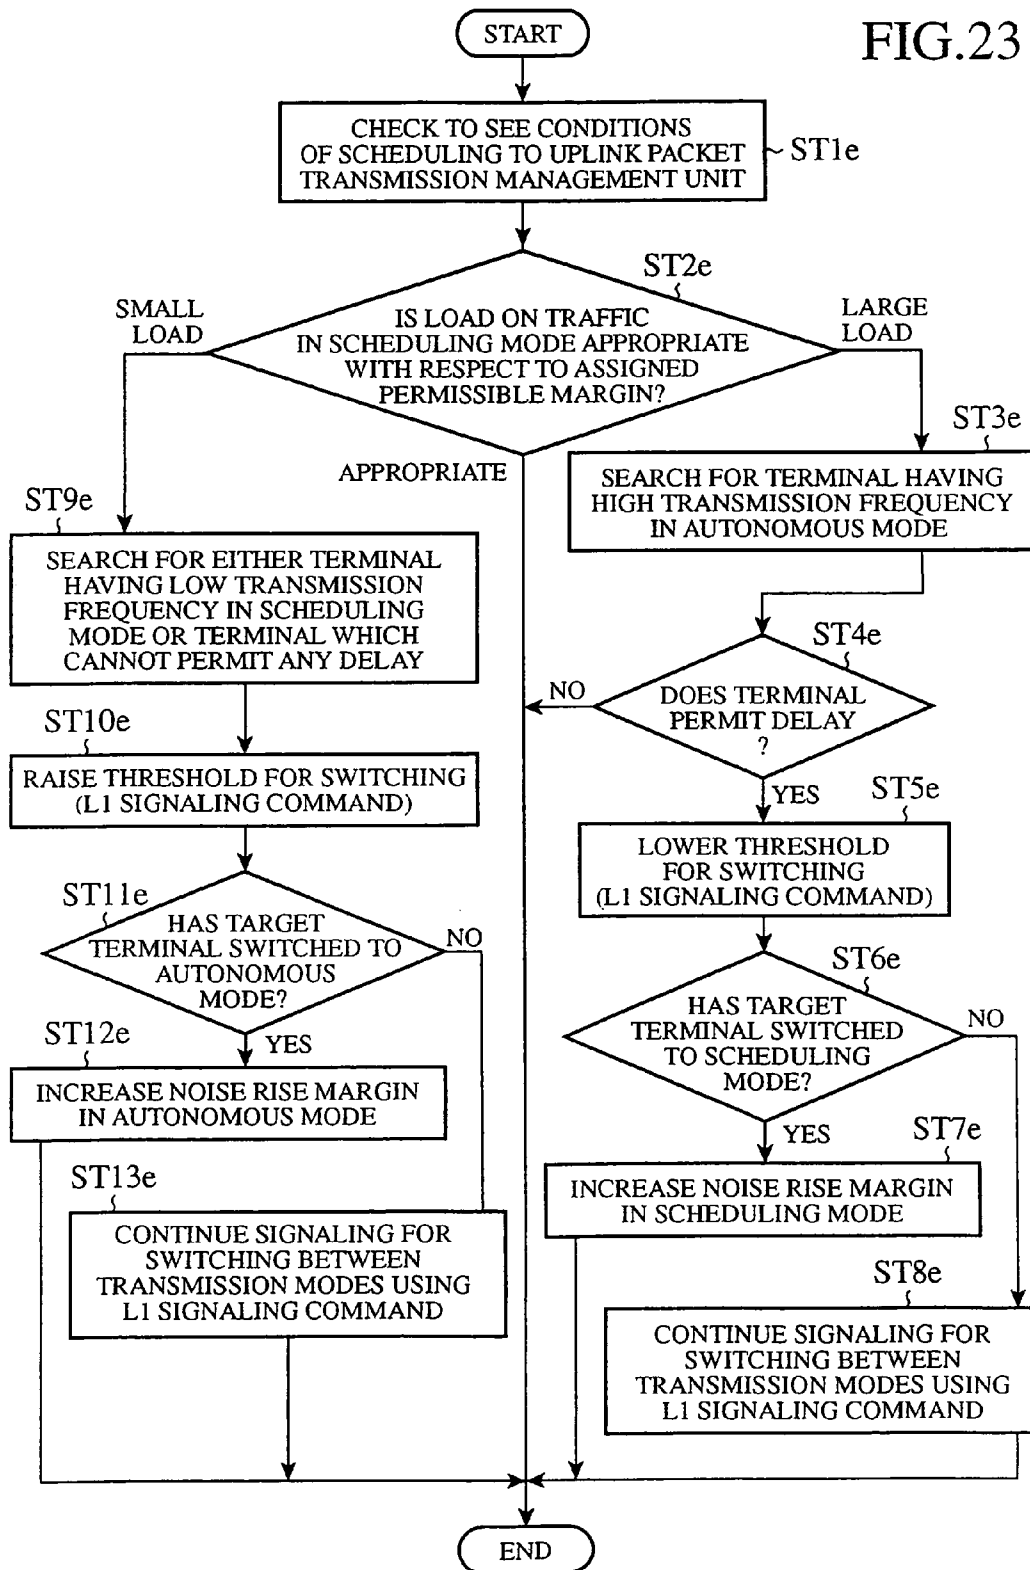 FIG.23
START
CHECK TO SEE CONDITIONS
OF SCHEDULING TO UPLINK PACKET
TRANSMISSION MANAGEMENT UNIT
ST1e
ST2e
SMALL
LOAD
IS LOAD ON TRAFFIC
IN SCHEDULING MODE APPROPRIATE
WITH RESPECT TO ASSIGNED
PERMISSIBLE MARGIN?
LARGE
LOAD
APPROPRIATE
ST3e
SEARCH FOR TERMINAL HAVING
HIGH TRANSMISSION FREQUENCY
IN AUTONOMOUS MODE
ST9e
SEARCH FOR EITHER TERMINAL
HAVING LOW TRANSMISSION
FREQUENCY IN SCHEDULING
MODE OR TERMINAL WHICH
CANNOT PERMIT ANY DELAY
ST4e
NO
DOES TERMINAL
PERMIT DELAY
?
YES
ST10e
RAISE THRESHOLD FOR SWITCHING
(L1 SIGNALING COMMAND)
ST5e
LOWER THRESHOLD
FOR SWITCHING
(L1 SIGNALING COMMAND)
ST11e
HAS TARGET
TERMINAL SWITCHED TO
AUTONOMOUS
MODE?
NO
YES
ST6e
HAS TARGET
TERMINAL SWITCHED
TO SCHEDULING
MODE?
NO
YES
ST12e
INCREASE NOISE RISE MARGIN
IN AUTONOMOUS MODE
ST7e
INCREASE NOISE RISE MARGIN
IN SCHEDULING MODE
ST13e
CONTINUE SIGNALING FOR
SWITCHING BETWEEN
TRANSMISSION MODES USING
L1 SIGNALING COMMAND
ST8e
CONTINUE SIGNALING FOR
SWITCHING BETWEEN
TRANSMISSION MODES USING
L1 SIGNALING COMMAND
END